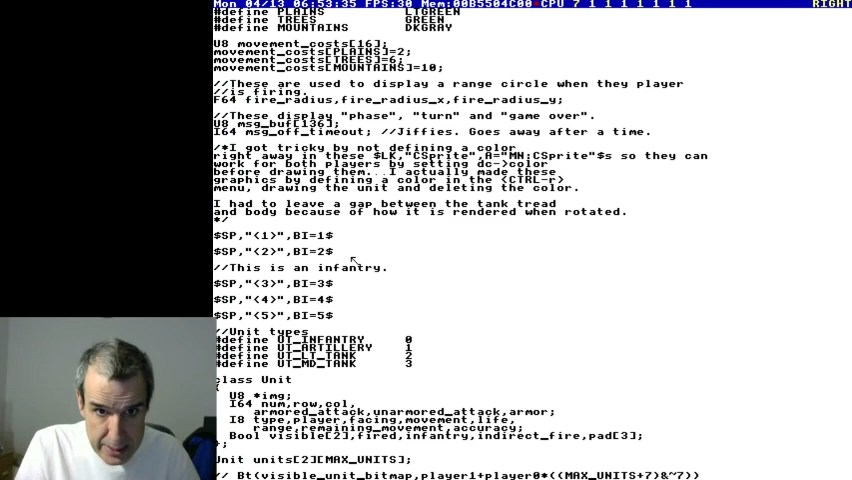 Mon 04/13 06:53:35 FPS:30 Mem:00B5504C00 CPU 7 1 1 1 1 1 1 1 RIGHT
#define PLAINS LTGREEN
#define TREES GREEN
#define MOUNTAINS DKGRAY
U8 movement_costs[16];
movement_costs[PLAINS]=2;
movement_costs[TREES]=6;
movement_costs[MOUNTAINS]=10;
//These are used to display a range circle when they player
//is firing.
F64 fire_radius,fire_radius_x,fire_radius_y;
//These display "phase", "turn" and "game over".
U8 msg_buf[136];
I64 msg_off_timeout; //Jiffies. Goes away after a time.
/*I got tricky by not defining a color
right away in these $LK,"CSprite",A="MN:CSprite"$s so they can
work for both players by setting dc->color
before drawing them...I actually made these
graphics by defining a color in the <CTRL-r>
menu, drawing the unit and deleting the color.
I had to leave a gap between the tank tread
and body because of how it is rendered when rotated.
*/
$SP,"<1>",BI=1$
$SP,"<2>",BI=2$
//This is an infantry.
$SP,"<3>",BI=3$
$SP,"<4>",BI=4$
$SP,"<5>",BI=5$
//Unit types
#define UT_INFANTRY 0
#define UT_ARTILLERY 1
#define UT_LT_TANK 2
#define UT_MD_TANK 3
class Unit
{
U8 *img;
I64 num,row,col,
armored_attack,unarmored_attack,armor;
I8 type,player,facing,movement,life,
range,remaining_movement,accuracy;
Bool visible[2],fired,infantry,indirect_fire,pad[3];
};
Unit units[2][MAX_UNITS];
// Bt(visible_unit_bitmap,player1+player0*((MAX_UNITS+7)&~7))